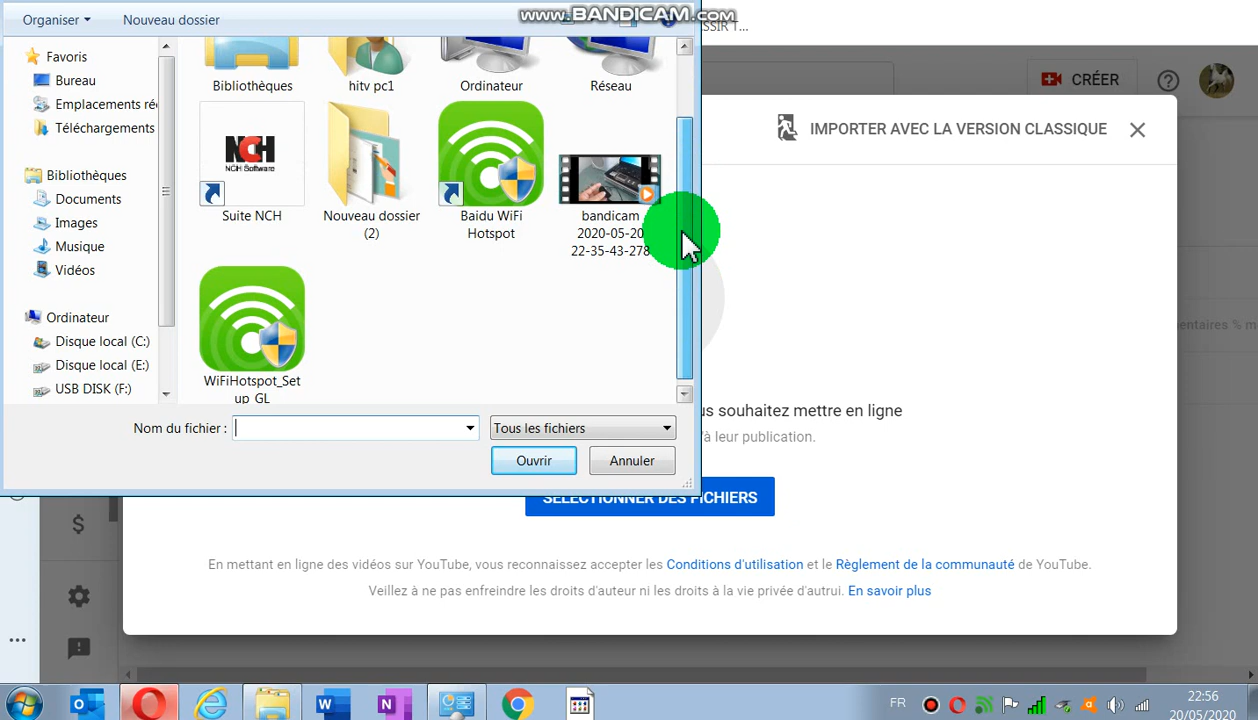 www.BANDICAM.com
Organiser
Nouveau dossier
SSIR T...
Favoris
Bureau
Emplacements ré
Téléchargements
Bibliothèques
Documents
Images
Musique
Vidéos
Ordinateur
Disque local (C:)
Disque local (E:)
USB DISK (F:)
Bibliothèques
hitv pc1
Ordinateur
Réseau
NCH
NCH Software
Suite NCH
Nouveau dossier
(2)
Baidu WiFi
Hotspot
bandicam
2020-05-20
22-35-43-278
WiFiHotspot_Set
up_GL
Nom du fichier :
Tous les fichiers
Ouvrir
Annuler
CRÉER
IMPORTER AVEC LA VERSION CLASSIQUE
entaires % m
us souhaitez mettre en ligne
'à leur publication.
SÉLECTIONNER DES FICHIERS
En mettant en ligne des vidéos sur YouTube, vous reconnaissez accepter les Conditions d'utilisation et le Règlement de la communauté de YouTube.
Veillez à ne pas enfreindre les droits d'auteur ni les droits à la vie privée d'autrui. En savoir plus
FR
22:56
20/05/2020